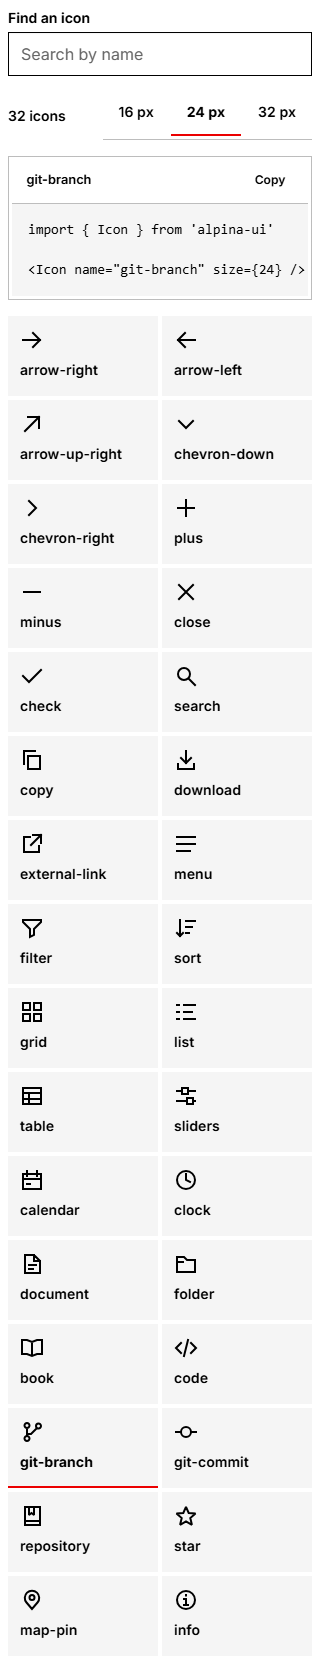 Find an icon
Search by name
32 icons
16 px
24 px
32 px
git-branch
Copy
import { Icon } from 'alpina-ui'
<Icon name="git-branch" size={24} />
arrow-right
arrow-left
arrow-up-right
chevron-down
chevron-right
plus
minus
close
check
search
copy
download
external-link
menu
filter
sort
grid
list
table
sliders
calendar
clock
document
folder
book
code
git-branch
git-commit
repository
star
map-pin
info